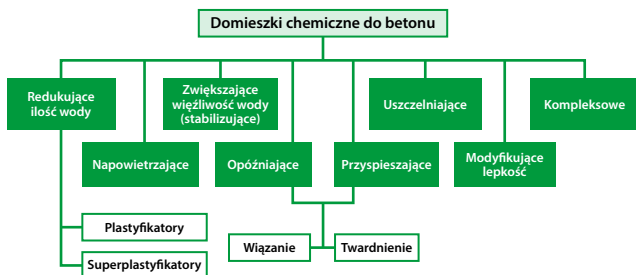 Domieszki chemiczne do betonu
Redukujące
ilość wody
Zwiększające
więźliwość wody
(stabilizujące)
Uszczelniające
Kompleksowe
Napowietrzające
Opóźniające
Przyspieszające
Modyfikujące
lepkość
Plastyfikatory
Superplastyfikatory
Wiązanie
Twardnienie